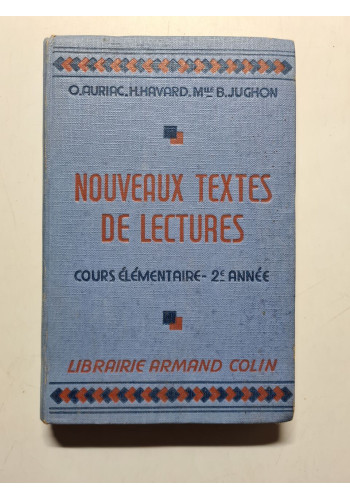 O.AURIAC.H.HAVARD.Mlle B.JUGHON
NOUVEAUX TEXTES
DE LECTURES
COURS ÉLÉMENTAIRE-2E ANNÉE
LIBRAIRIE ARMAND COLIN